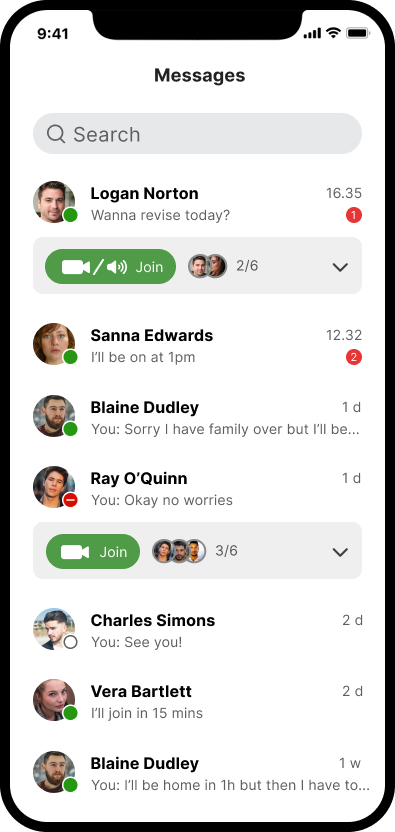 9:41
Messages
Search
Logan Norton 16.35
Wanna revise today? 1
Join 2/6
Sanna Edwards 12.32
I’ll be on at 1pm 2
Blaine Dudley 1 d
You: Sorry I have family over but I’ll be...
Ray O’Quinn 1 d
You: Okay no worries
Join 3/6
Charles Simons 2 d
You: See you!
Vera Bartlett 2 d
I’ll join in 15 mins
Blaine Dudley 1 w
You: I’ll be home in 1h but then I have to...